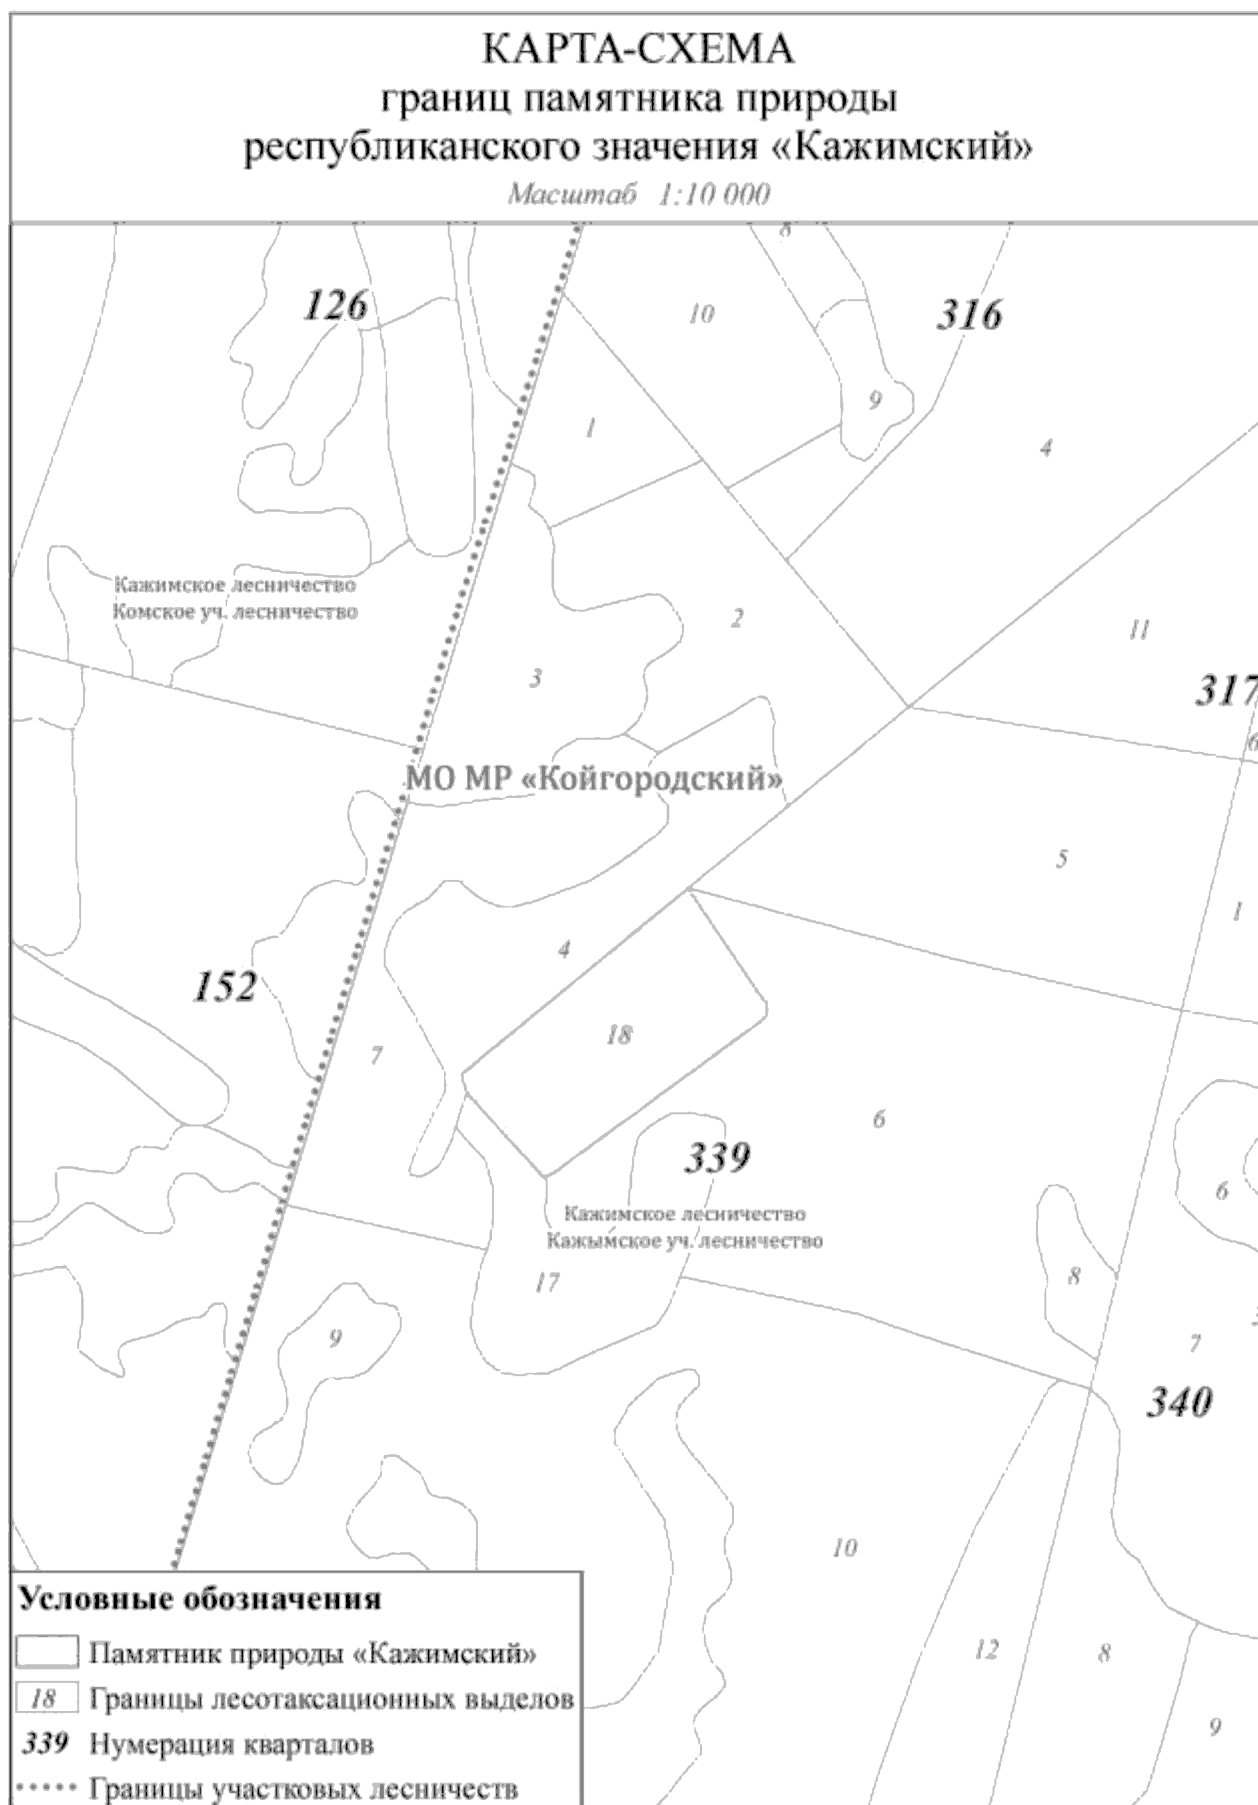 КАРТА-СХЕМА
границ памятника природы
республиканского значения «Кажимский»
Масштаб 1:10 000
8
126
10
316
9
1
4
Кажимское лесничество
Комское уч. лесничество
2
11
3
317
6
МО МР «Койгородский»
5
1
4
152
18
7
6
339
6
Кажимское лесничество
Кажымское уч. лесничество
17
8
9
7
340
10
12
8
9
Условные обозначения
Памятник природы «Кажимский»
18 Границы лесотаксационных выделов
339 Нумерация кварталов
Границы участковых лесничеств